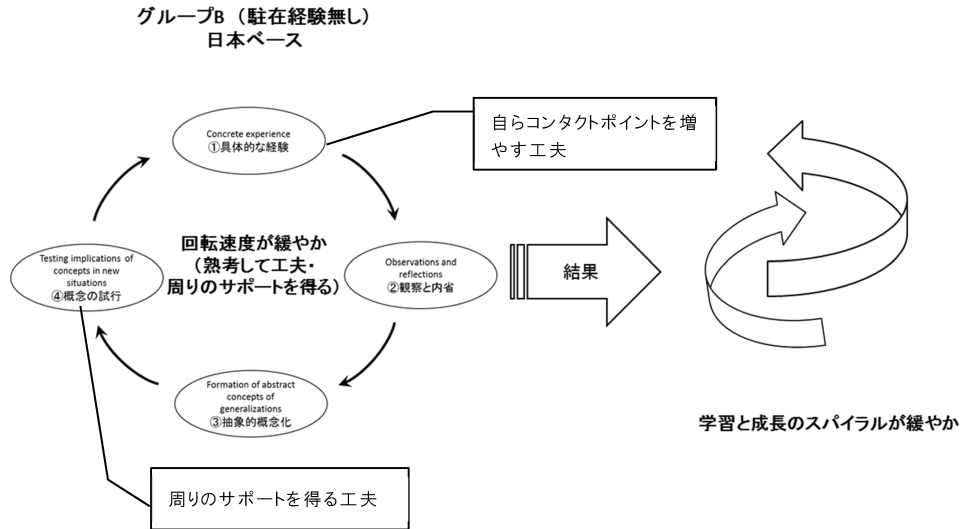 グループB （駐在経験無し）
日本ベース
自らコンタクトポイントを増
やす工夫
Concrete experience
①具体的な経験
回転速度が緩やか
（熟考して工夫・
周りのサポートを得る）
Testing implications of
concepts in new
situations
④概念の試行
Observations and
reflections
②観察と内省
結果
Formation of abstract
concepts of
generalizations
③抽象的概念化
学習と成長のスパイラルが緩やか
周りのサポートを得る工夫